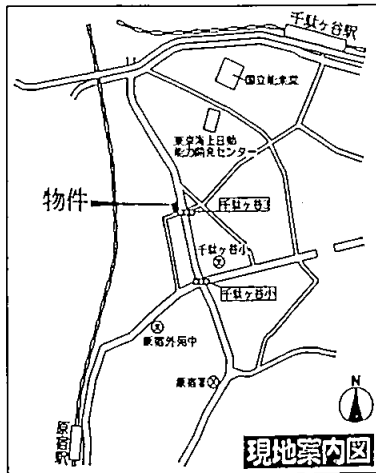 千駄ヶ谷駅
国立能楽堂
東京海上日動
能力開発センター
物件
千駄ヶ谷3
千駄ヶ谷小
千駄ヶ谷小
原宿外苑中
原宿署
原宿駅
N
現地案内図